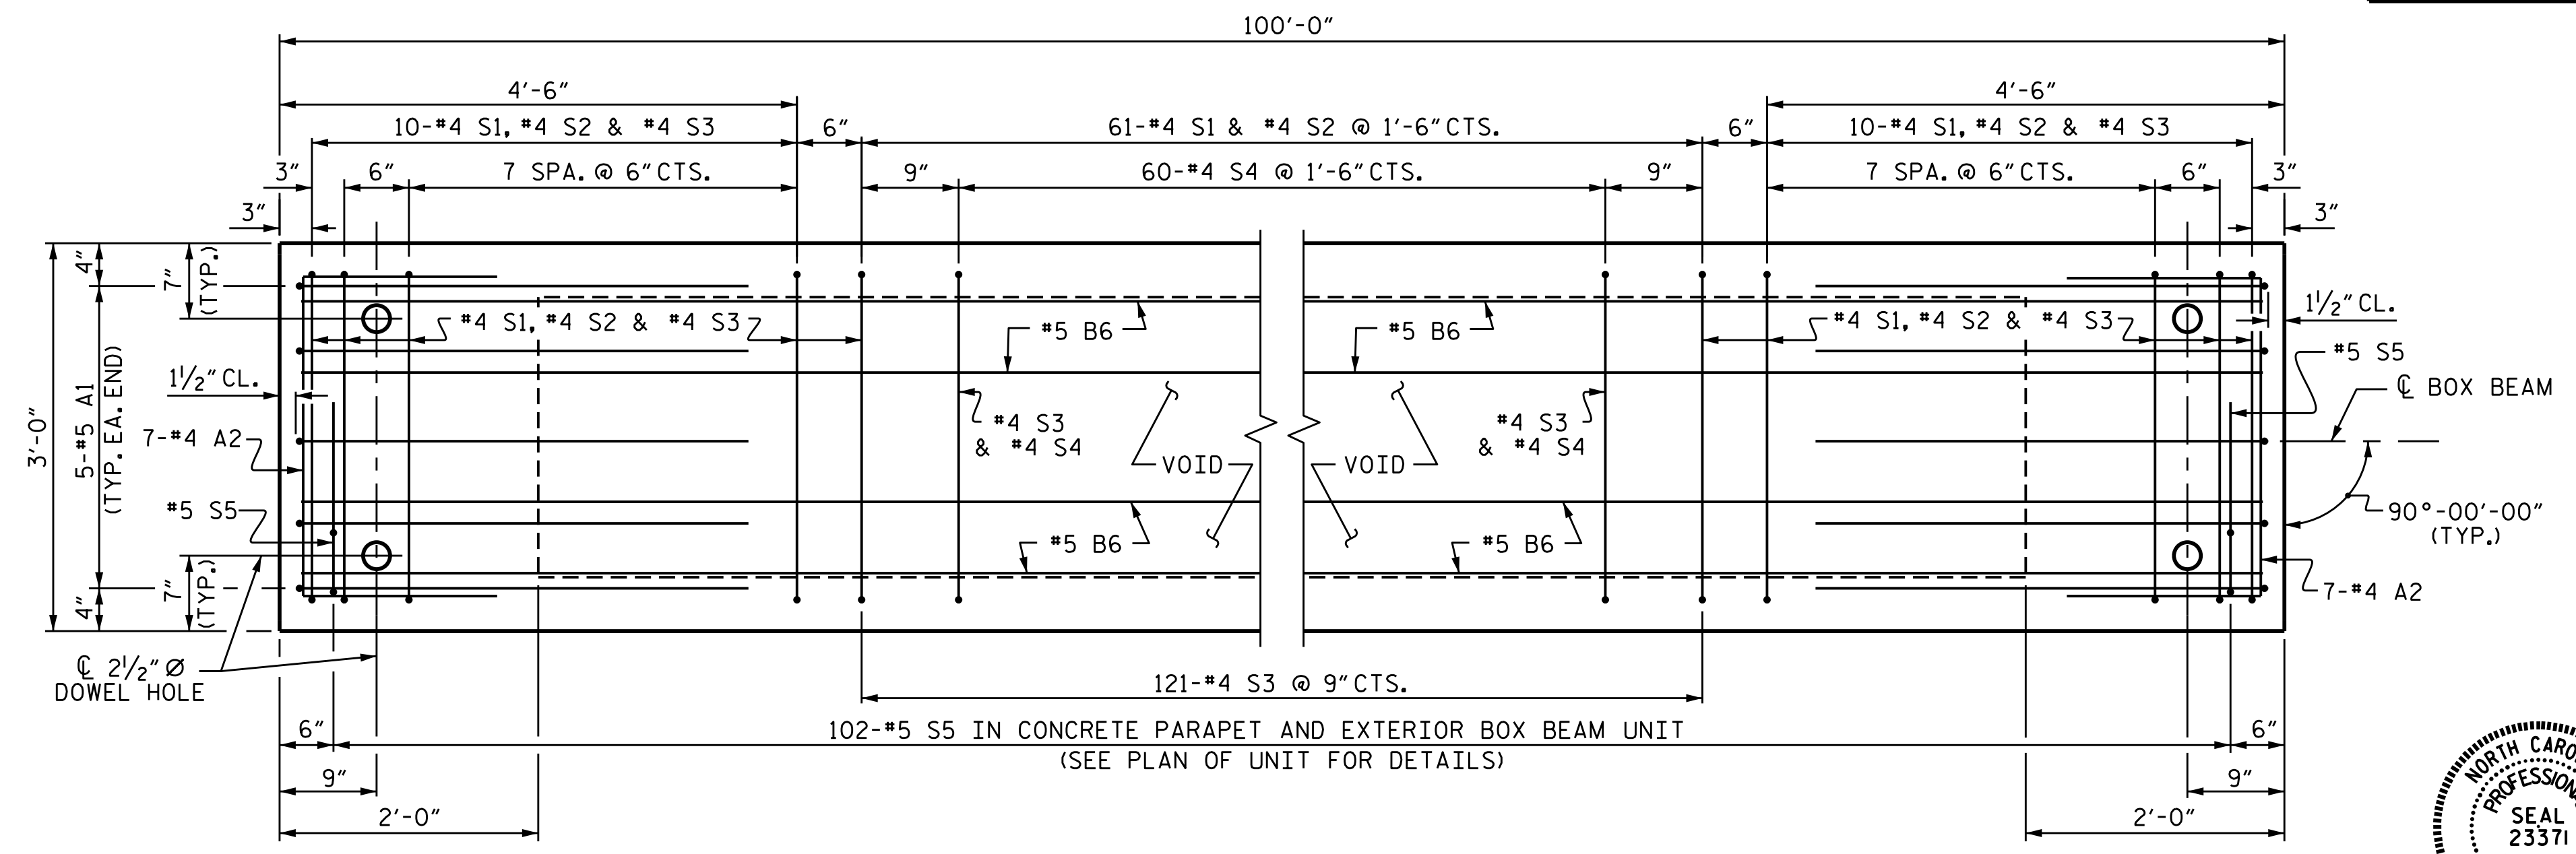 100'-0"
4'-6"
4'-6"
10-#4 S1, #4 S2 & #4 S3
6"
61-#4 S1 & #4 S2 @ 1'-6" CTS.
6"
10-#4 S1, #4 S2 & #4 S3
3"
6"
7 SPA. @ 6" CTS.
9"
60-#4 S4 @ 1'-6" CTS.
9"
7 SPA. @ 6" CTS.
6"
3"
3"
3"
4"
7"
(TYP.)
#4 S1, #4 S2 & #4 S3
#5 B6
#5 B6
#4 S1, #4 S2 & #4 S3
1½" CL.
#5 S5
℄ BOX BEAM
1½" CL.
3'-0"
5-#5 A1
(TYP. EA. END)
7-#4 A2
#4 S3
& #4 S4
VOID
VOID
#4 S3
& #4 S4
#5 S5
#5 B6
#5 B6
90°-00'-00"
(TYP.)
7"
(TYP.)
4"
7-#4 A2
℄ 2½" Ø
DOWEL HOLE
121-#4 S3 @ 9" CTS.
6"
102-#5 S5 IN CONCRETE PARAPET AND EXTERIOR BOX BEAM UNIT
6"
(SEE PLAN OF UNIT FOR DETAILS)
9"
9"
2'-0"
2'-0"
NORTH
SEAL
23371